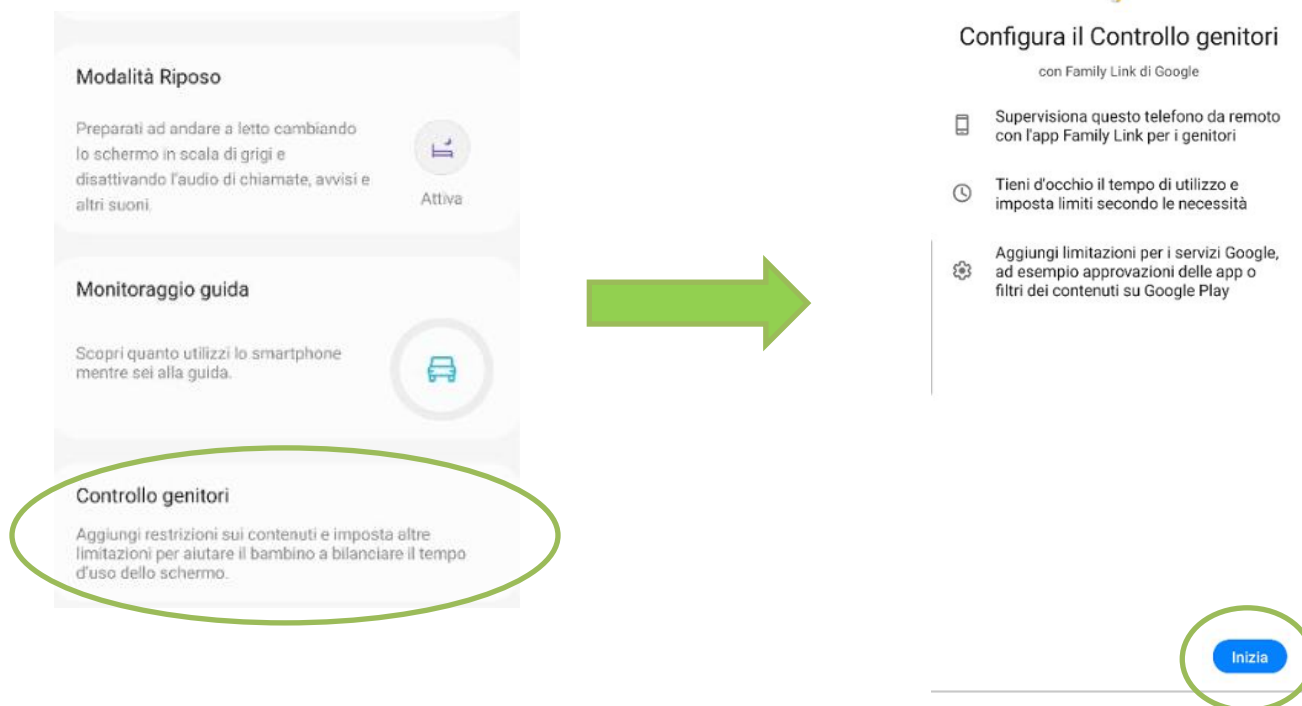 Modalità Riposo
Preparati ad andare a letto cambiando
lo schermo in scala di grigi e
disattivando l'audio di chiamate, avvisi e
altri suoni.
Attiva
Monitoraggio guida
Scopri quanto utilizzi lo smartphone
mentre sei alla guida.
Controllo genitori
Aggiungi restrizioni sui contenuti e imposta altre
limitazioni per aiutare il bambino a bilanciare il tempo
d'uso dello schermo.
Configura il Controllo genitori
con Family Link di Google
Supervisiona questo telefono da remoto
con l'app Family Link per i genitori
Tieni d'occhio il tempo di utilizzo e
imposta limiti secondo le necessità
Aggiungi limitazioni per i servizi Google,
ad esempio approvazioni delle app o
filtri dei contenuti su Google Play
Inizia